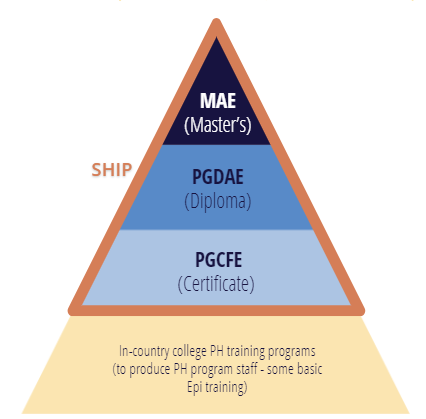 MAE
(Master's)
SHIP
PGDAE
(Diploma)
PGCFE
(Certificate)
In-country college PH training programs
(to produce PH program staff - some basic
Epi training)